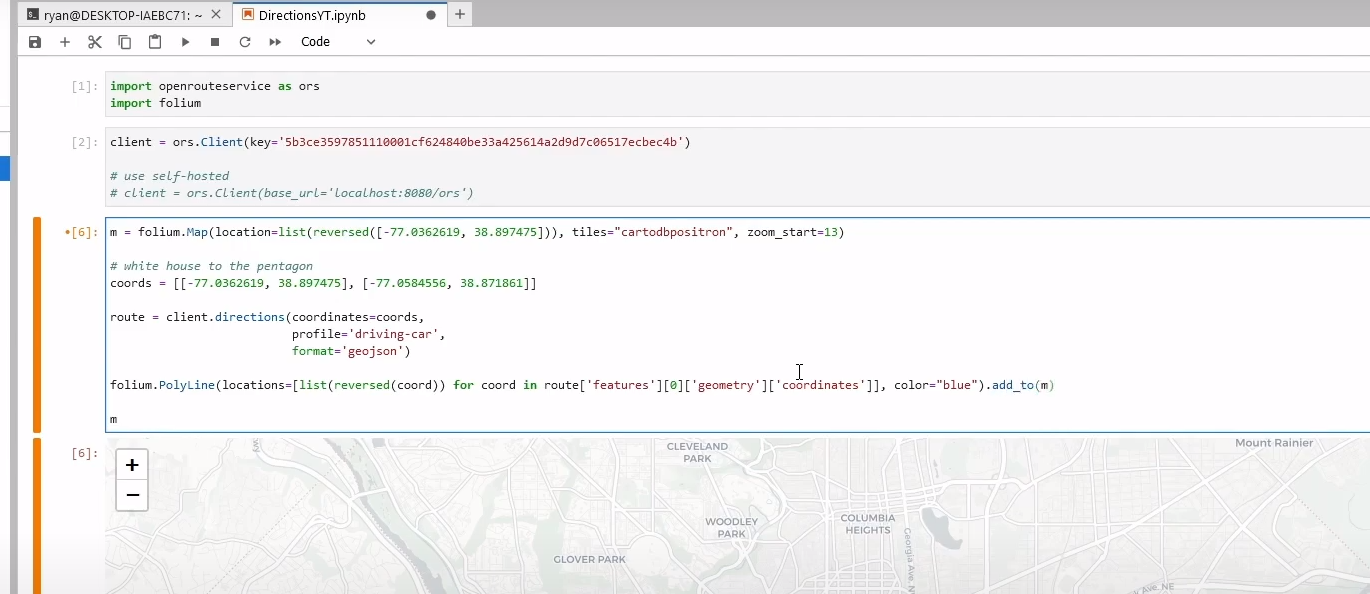 ryan@DESKTOP-IAEBC71: ~
DirectionsYT.ipynb
Code
[1]:
import openrouteservice as ors
import folium
[2]:
client = ors.Client(key='5b3ce3597851110001cf624840be33a425614a2d9d7c06517ecbec4b')
# use self-hosted
# client = ors.Client(base_url='localhost:8080/ors')
[6]:
m = folium.Map(location=list(reversed([-77.0362619, 38.897475])), tiles="cartodbpositron", zoom_start=13)
# white house to the pentagon
coords = [[-77.0362619, 38.897475], [-77.0584556, 38.871861]]
route = client.directions(coordinates=coords,
profile='driving-car',
format='geojson')
folium.PolyLine(locations=[list(reversed(coord)) for coord in route['features'][0]['geometry']['coordinates']], color="blue").add_to(m)
m
[6]:
+
−
CLEVELAND
PARK
Mount Rainier
WOODLEY
PARK
COLUMBIA
HEIGHTS
GLOVER PARK
Georgia Ave. N
Ave, NE